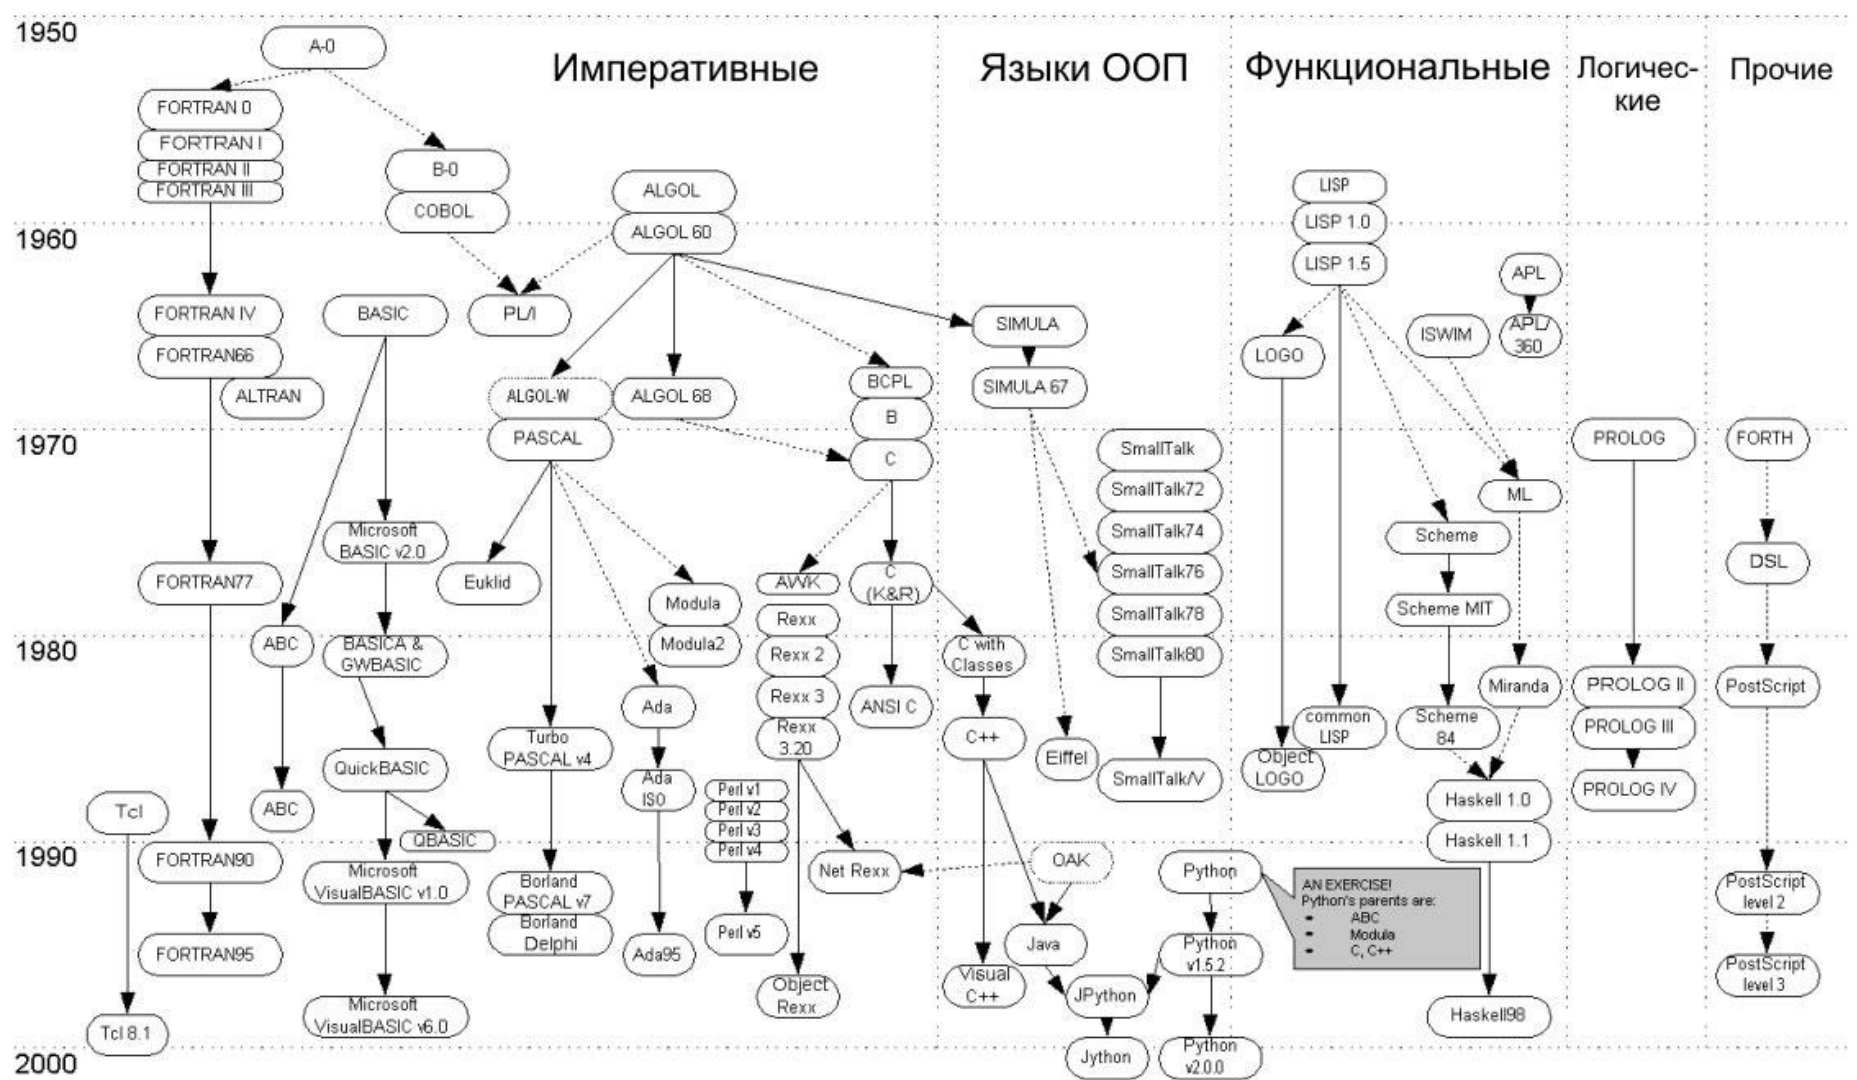 1950
A-0
Императивные
Языки ООП
Функциональные
Логичес-
кие
Прочие
FORTRAN 0
FORTRAN I
FORTRAN II
FORTRAN III
B-0
COBOL
ALGOL
ALGOL 60
LISP
LISP 1.0
LISP 1.5
1960
APL
APL/
360
FORTRAN IV
FORTRAN66
ALTRAN
BASIC
PL/I
SIMULA
SIMULA 67
LOGO
ISWIM
ALGOL-W
PASCAL
ALGOL 68
BCPL
B
C
1970
SmallTalk
SmallTalk72
SmallTalk74
SmallTalk76
SmallTalk78
SmallTalk80
PROLOG
FORTH
ML
Microsoft
BASIC v2.0
Scheme
DSL
FORTRAN77
Euklid
AWK
C
(K&R)
Modula
Modula2
Rexx
Rexx 2
Rexx 3
Rexx
3.20
Scheme MIT
1980
ABC
BASICA &
GWBASIC
C with
Classes
Ada
ANSI C
Miranda
PROLOG II
PROLOG III
PROLOG IV
PostScript
common
LISP
Scheme
84
Turbo
PASCAL v4
C++
Eiffel
SmallTalk/V
Object
LOGO
QuickBASIC
Ada
ISO
Perl v1
Perl v2
Perl v3
Perl v4
Haskell 1.0
Haskell 1.1
Tcl
ABC
QBASIC
1990
FORTRAN90
Microsoft
VisualBASIC v1.0
Borland
PASCAL v7
Borland
Delphi
Net Rexx
OAK
Python
AN EXERCISE!
Python's parents are:
• ABC
• Modula
• C, C++
PostScript
level 2
FORTRAN95
Ada95
Perl v5
Java
Python
v1.5.2
PostScript
level 3
Object
Rexx
Visual
C++
JPython
Haskell98
Tcl 8.1
Microsoft
VisualBASIC v6.0
2000
Jython
Python
v2.0.0